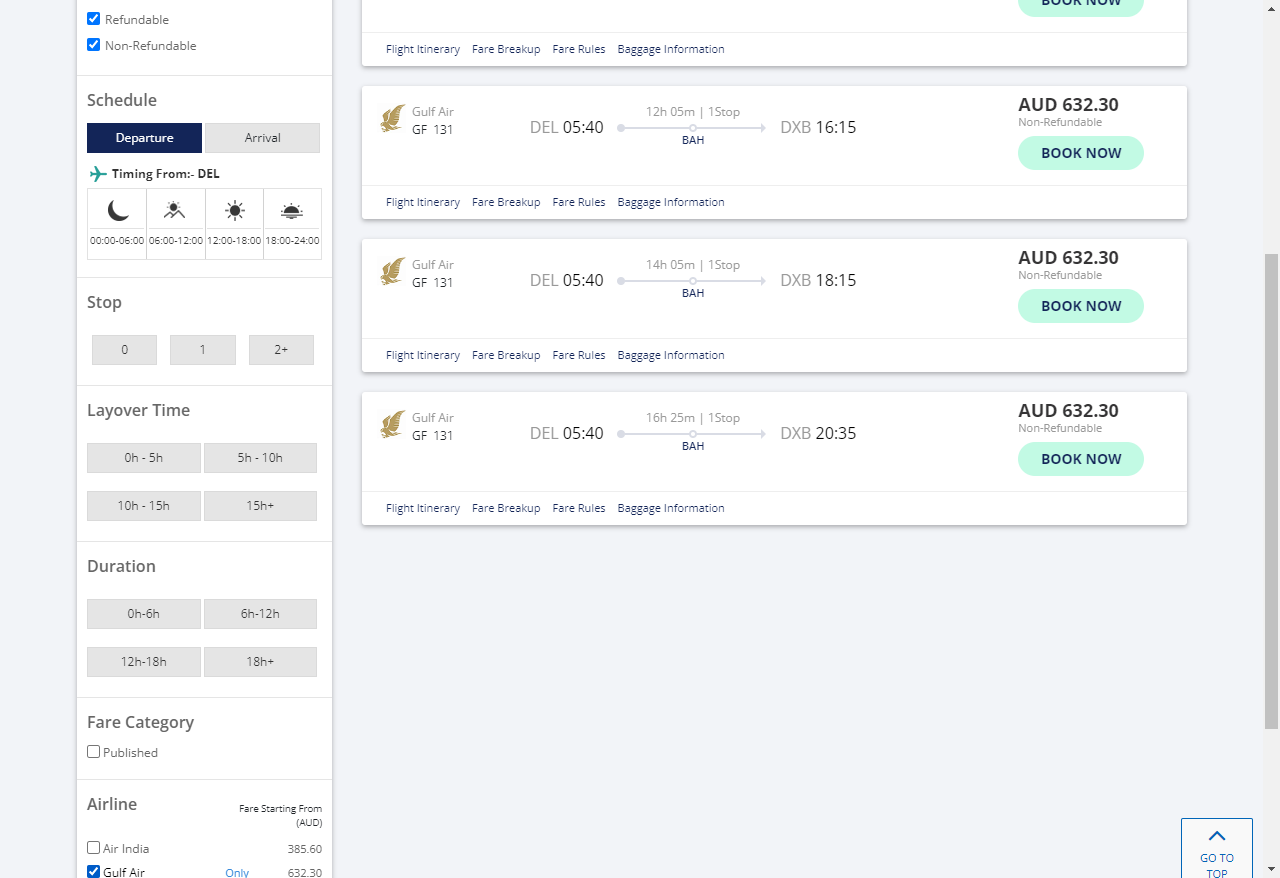 Refundable
Non-Refundable
Schedule
Departure
Arrival
Timing From:- DEL
00:00-06:00
06:00-12:00
12:00-18:00
18:00-24:00
Stop
0
1
2+
Layover Time
0h - 5h
5h - 10h
10h - 15h
15h+
Duration
0h-6h
6h-12h
12h-18h
18h+
Fare Category
Published
Airline
Fare Starting From
(AUD)
Air India
385.60
Gulf Air
Only
632.30
BOOK NOW
Flight Itinerary
Fare Breakup
Fare Rules
Baggage Information
Gulf Air
GF 131
DEL 05:40
12h 05m | 1Stop
BAH
DXB 16:15
AUD 632.30
Non-Refundable
BOOK NOW
Flight Itinerary
Fare Breakup
Fare Rules
Baggage Information
Gulf Air
GF 131
DEL 05:40
14h 05m | 1Stop
BAH
DXB 18:15
AUD 632.30
Non-Refundable
BOOK NOW
Flight Itinerary
Fare Breakup
Fare Rules
Baggage Information
Gulf Air
GF 131
DEL 05:40
16h 25m | 1Stop
BAH
DXB 20:35
AUD 632.30
Non-Refundable
BOOK NOW
Flight Itinerary
Fare Breakup
Fare Rules
Baggage Information
GO TO
TOP